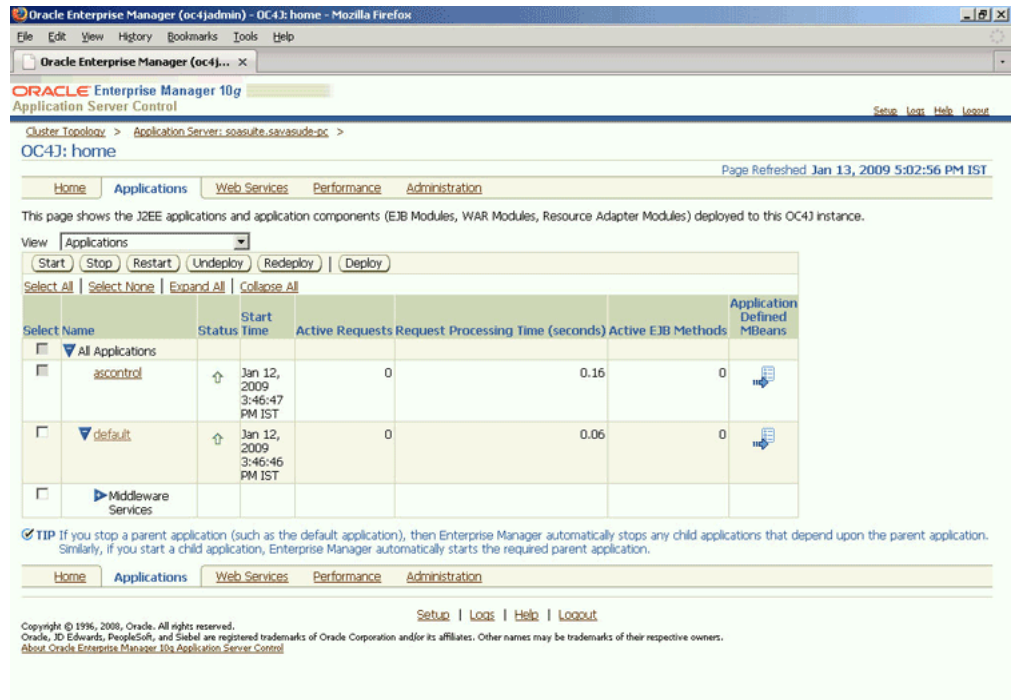 Oracle Enterprise Manager (oc4jadmin) - OC4J: home - Mozilla Firefox
File Edit View History Bookmarks Tools Help
Oracle Enterprise Manager (oc4j... X
ORACLE Enterprise Manager 10g
Application Server Control
Setup Logs Help Logout
Cluster Topology > Application Server: soasuite.savasude-pc >
OC4J: home
Page Refreshed Jan 13, 2009 5:02:56 PM IST
Home Applications Web Services Performance Administration
This page shows the J2EE applications and application components (EJB Modules, WAR Modules, Resource Adapter Modules) deployed to this OC4J instance.
View Applications
Start Stop Restart Undeploy Redeploy | Deploy
Select All | Select None | Expand All | Collapse All
Select Name Status Start Time Active Requests Request Processing Time (seconds) Active EJB Methods Application Defined MBeans
All Applications
ascontrol Jan 12, 2009 3:46:47 PM IST 0 0.16 0
default Jan 12, 2009 3:46:46 PM IST 0 0.06 0
Middleware Services
TIP If you stop a parent application (such as the default application), then Enterprise Manager automatically stops any child applications that depend upon the parent application.
Similarly, if you start a child application, Enterprise Manager automatically starts the required parent application.
Home Applications Web Services Performance Administration
Setup | Logs | Help | Logout
Copyright © 1996, 2008, Oracle. All rights reserved.
Oracle, JD Edwards, PeopleSoft, and Siebel are registered trademarks of Oracle Corporation and/or its affiliates. Other names may be trademarks of their respective owners.
About Oracle Enterprise Manager 10g Application Server Control